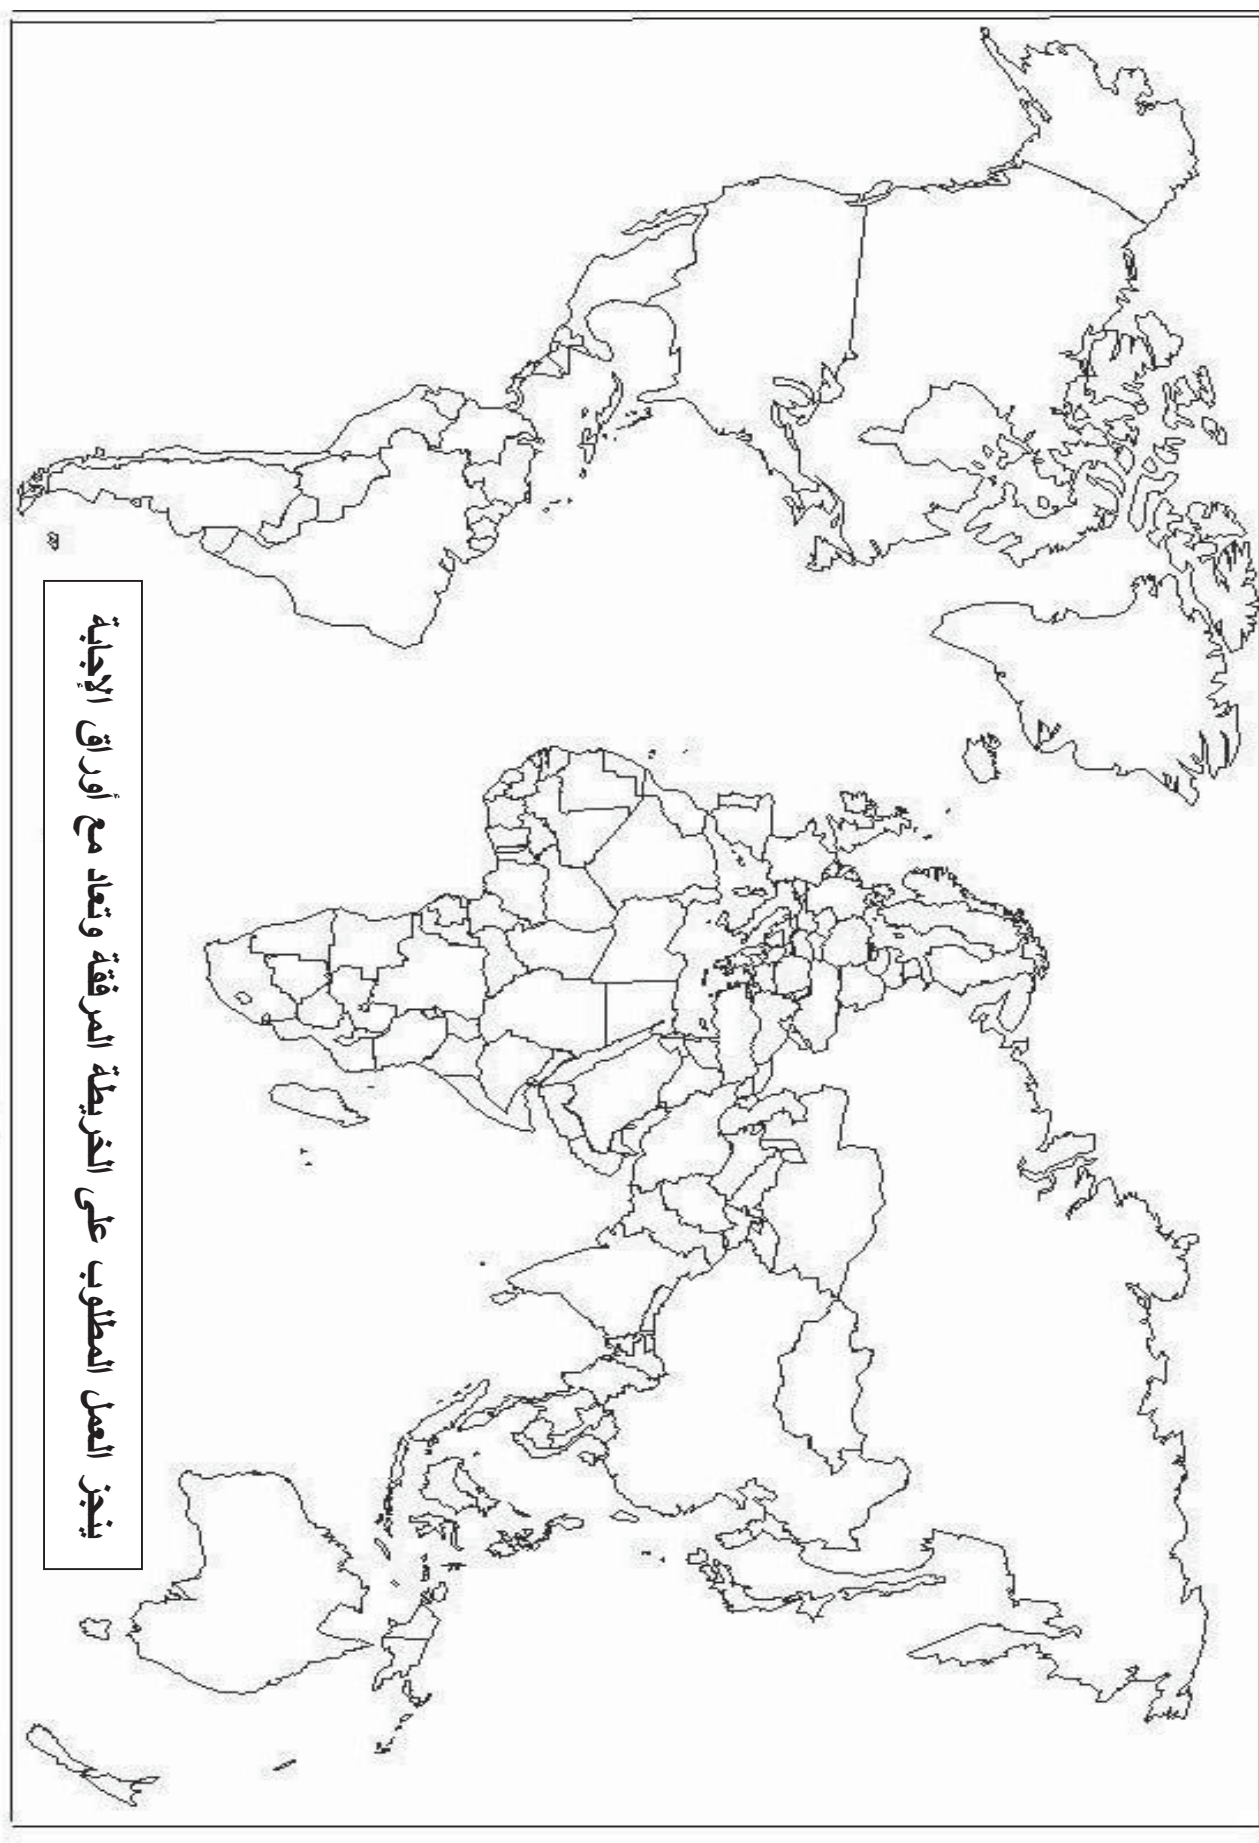 ينجز العمل المطلوب على الخريطة المرفقة وتعاد مع أوراق الإجابة